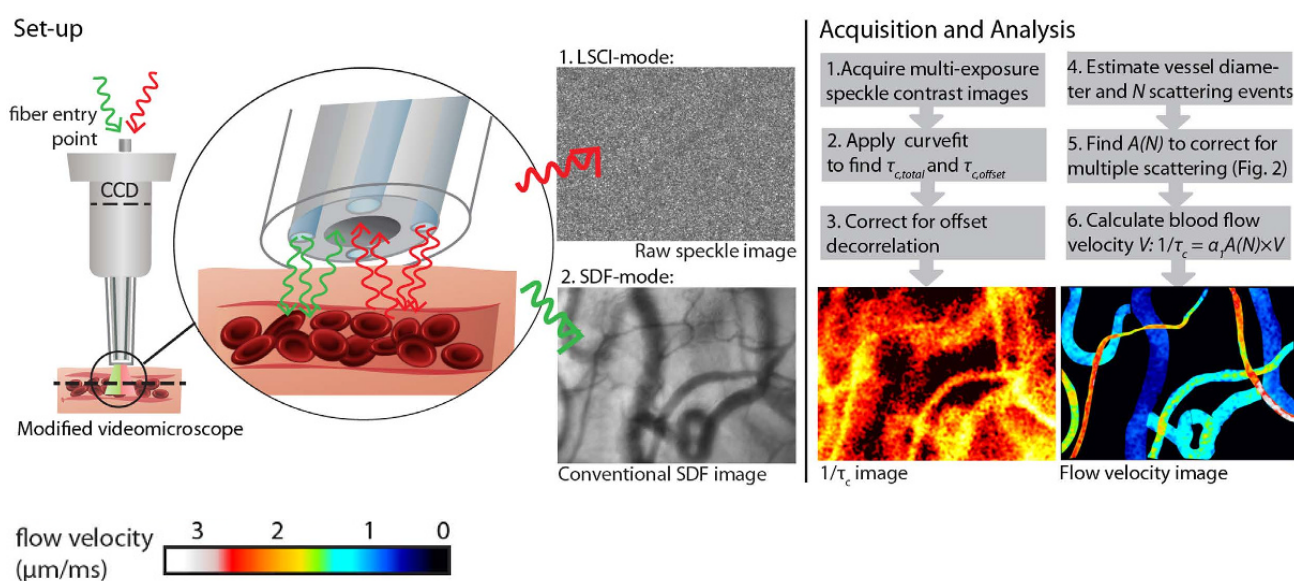 Set-up
fiber entry
point
CCD
Modified videomicroscope
1. LSCI-mode:
Raw speckle image
2. SDF-mode:
Conventional SDF image
Acquisition and Analysis
1.Acquire multi-exposure
speckle contrast images
2. Apply curvefit
to find τc,total and τc,offset
3. Correct for offset
decorrelation
1/τc image
4. Estimate vessel diame-
ter and N scattering events
5. Find A(N) to correct for
multiple scattering (Fig. 2)
6. Calculate blood flow
velocity V: 1/τc = α1A(N)×V
Flow velocity image
flow velocity
(μm/ms)
3 2 1 0